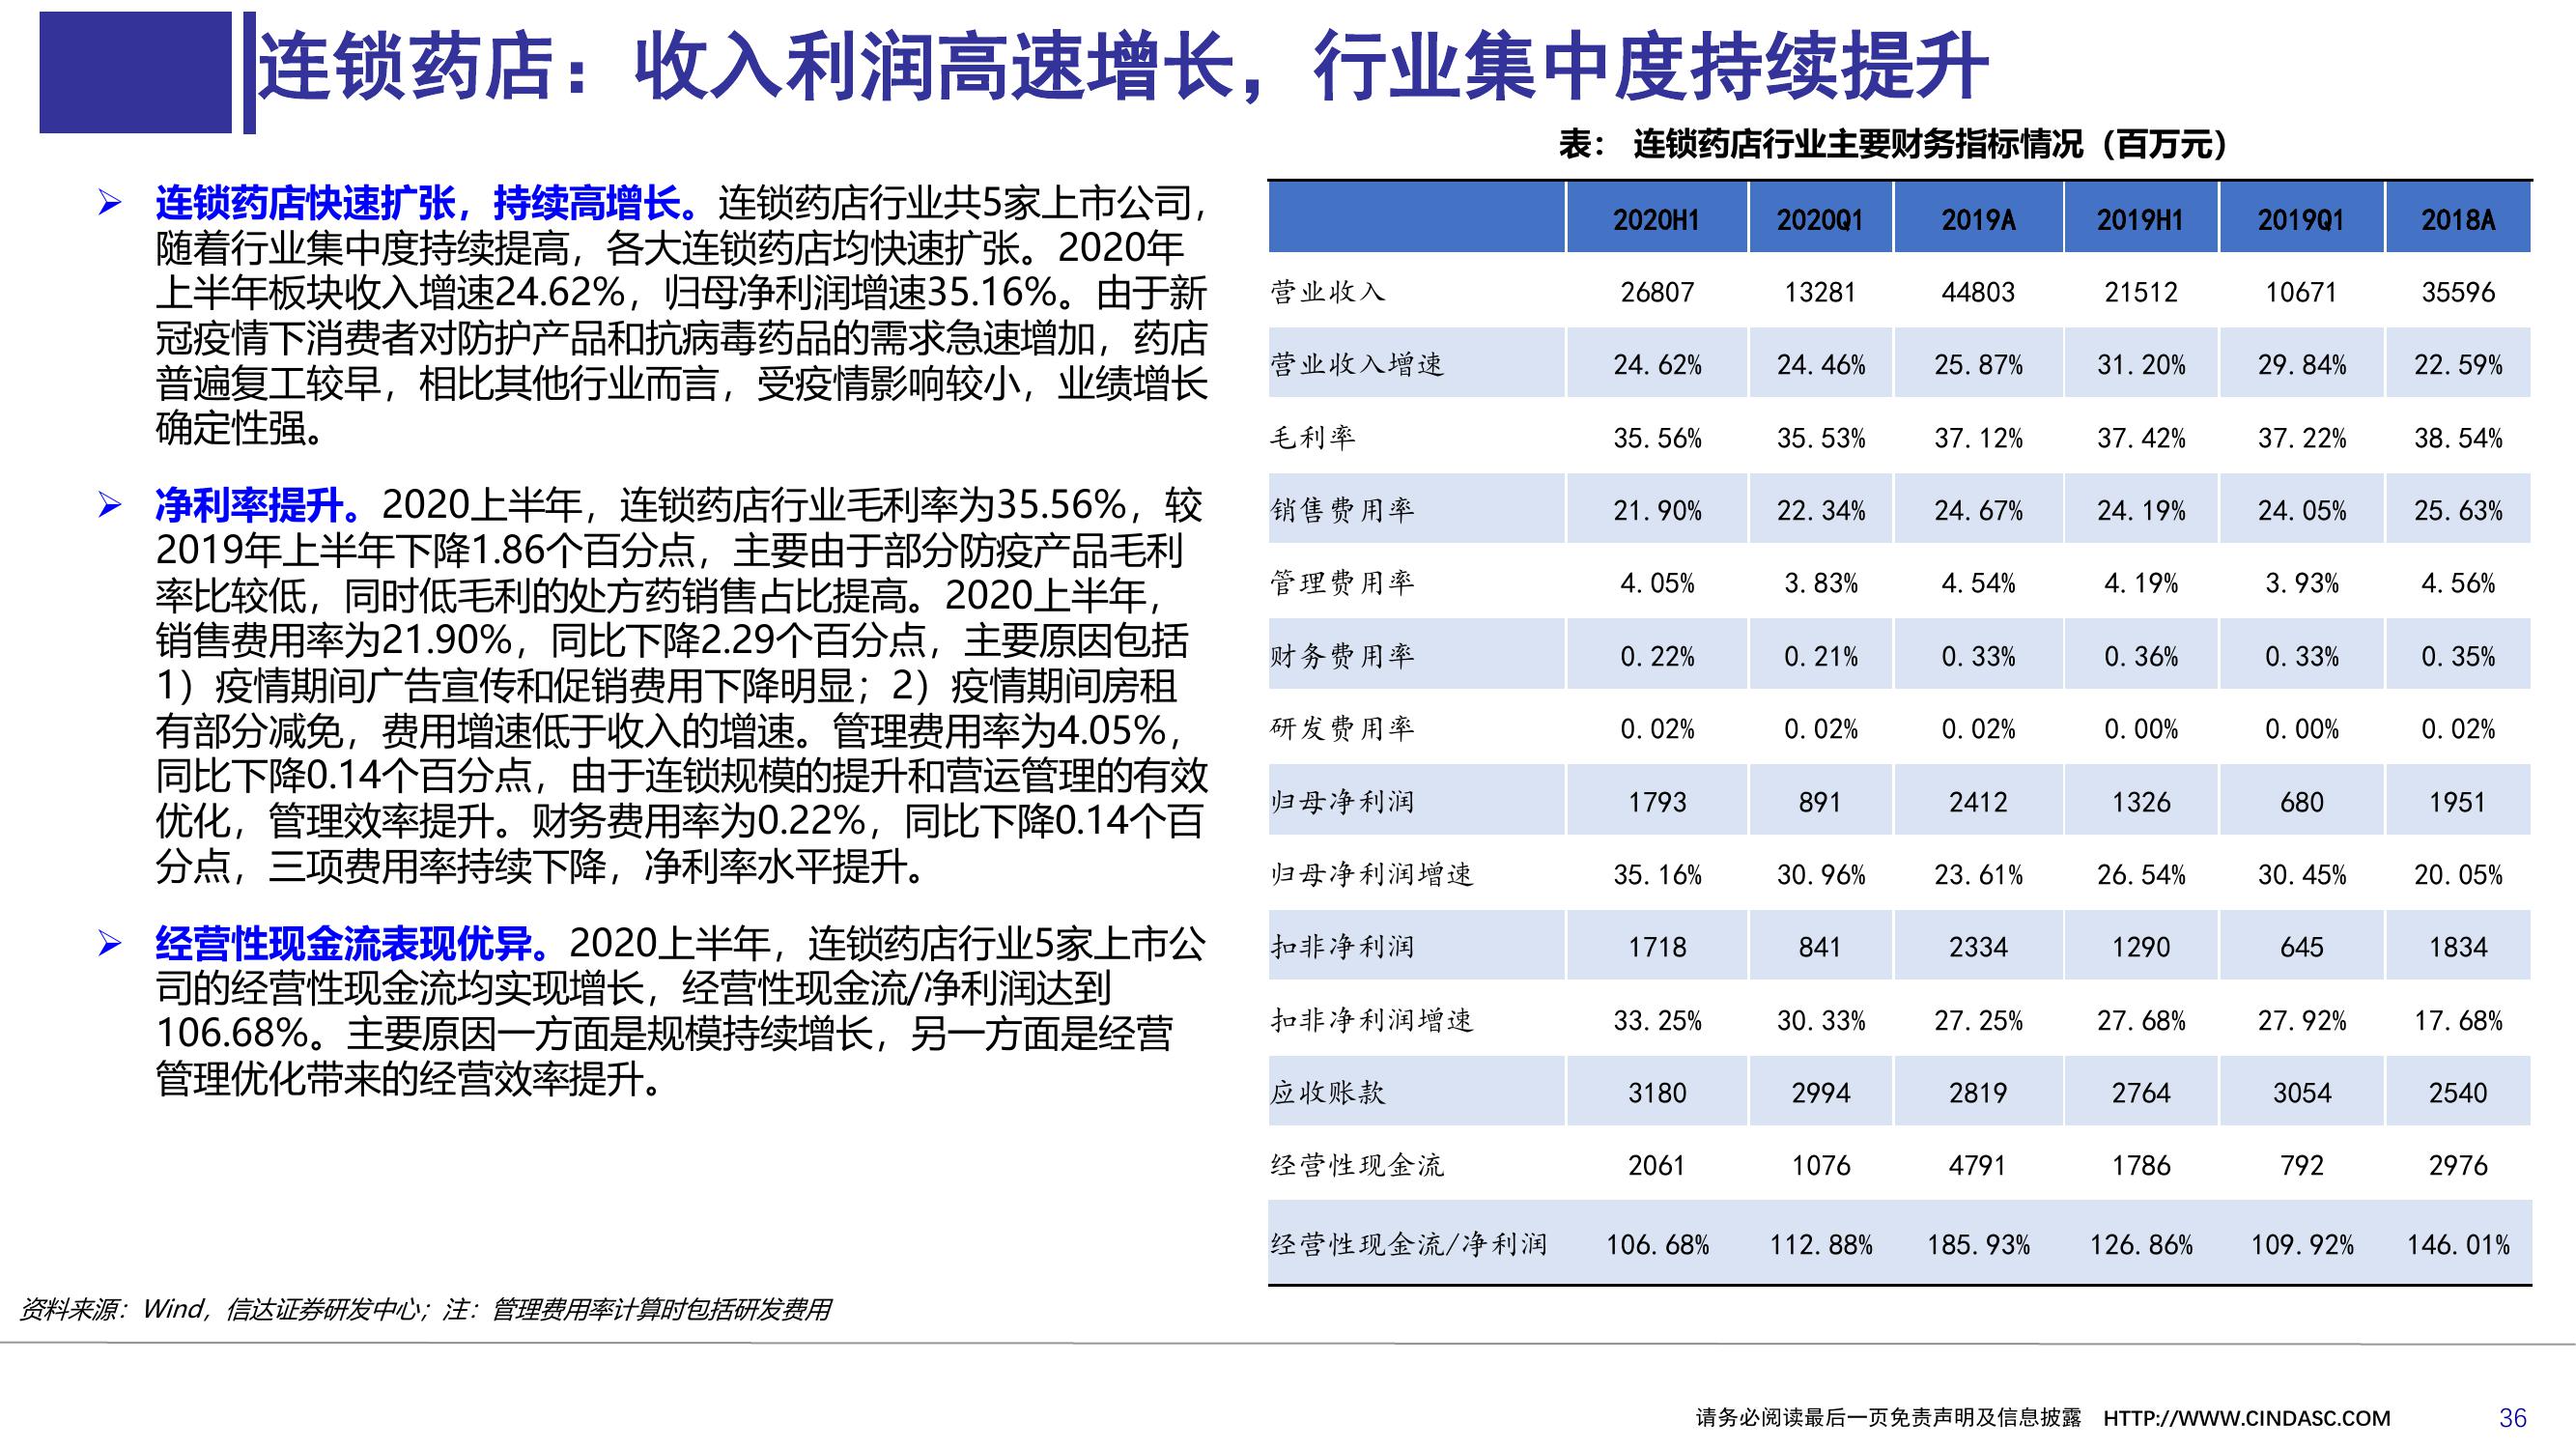 连锁药店：收入利润高速增长，行业集中度持续提升
连锁药店快速扩张，持续高增长。连锁药店行业共5家上市公司，
随着行业集中度持续提高，各大连锁药店均快速扩张。2020年
上半年板块收入增速24.62%，归母净利润增速35.16%。由于新
冠疫情下消费者对防护产品和抗病毒药品的需求急速增加，药店
普遍复工较早，相比其他行业而言，受疫情影响较小，业绩增长
确定性强。
净利率提升。2020上半年，连锁药店行业毛利率为35.56%，较
2019年上半年下降1.86个百分点，主要由于部分防疫产品毛利
率比较低，同时低毛利的处方药销售占比提高。2020上半年，
销售费用率为21.90%，同比下降2.29个百分点，主要原因包括
1）疫情期间广告宣传和促销费用下降明显；2）疫情期间房租
有部分减免，费用增速低于收入的增速。管理费用率为4.05%，
同比下降0.14个百分点，由于连锁规模的提升和营运管理的有效
优化，管理效率提升。财务费用率为0.22%，同比下降0.14个百
分点，三项费用率持续下降，净利率水平提升。
经营性现金流表现优异。2020上半年，连锁药店行业5家上市公
司的经营性现金流均实现增长，经营性现金流/净利润达到
106.68%。主要原因一方面是规模持续增长，另一方面是经营
管理优化带来的经营效率提升。
表： 连锁药店行业主要财务指标情况（百万元）
2020H1 2020Q1 2019A 2019H1 2019Q1 2018A
营业收入 26807 13281 44803 21512 10671 35596
营业收入增速 24.62% 24.46% 25.87% 31.20% 29.84% 22.59%
毛利率 35.56% 35.53% 37.12% 37.42% 37.22% 38.54%
销售费用率 21.90% 22.34% 24.67% 24.19% 24.05% 25.63%
管理费用率 4.05% 3.83% 4.54% 4.19% 3.93% 4.56%
财务费用率 0.22% 0.21% 0.33% 0.36% 0.33% 0.35%
研发费用率 0.02% 0.02% 0.02% 0.00% 0.00% 0.02%
归母净利润 1793 891 2412 1326 680 1951
归母净利润增速 35.16% 30.96% 23.61% 26.54% 30.45% 20.05%
扣非净利润 1718 841 2334 1290 645 1834
扣非净利润增速 33.25% 30.33% 27.25% 27.68% 27.92% 17.68%
应收账款 3180 2994 2819 2764 3054 2540
经营性现金流 2061 1076 4791 1786 792 2976
经营性现金流/净利润 106.68% 112.88% 185.93% 126.86% 109.92% 146.01%
资料来源：Wind，信达证券研发中心；注：管理费用率计算时包括研发费用
请务必阅读最后一页免责声明及信息披露 HTTP://WWW.CINDASC.COM 36